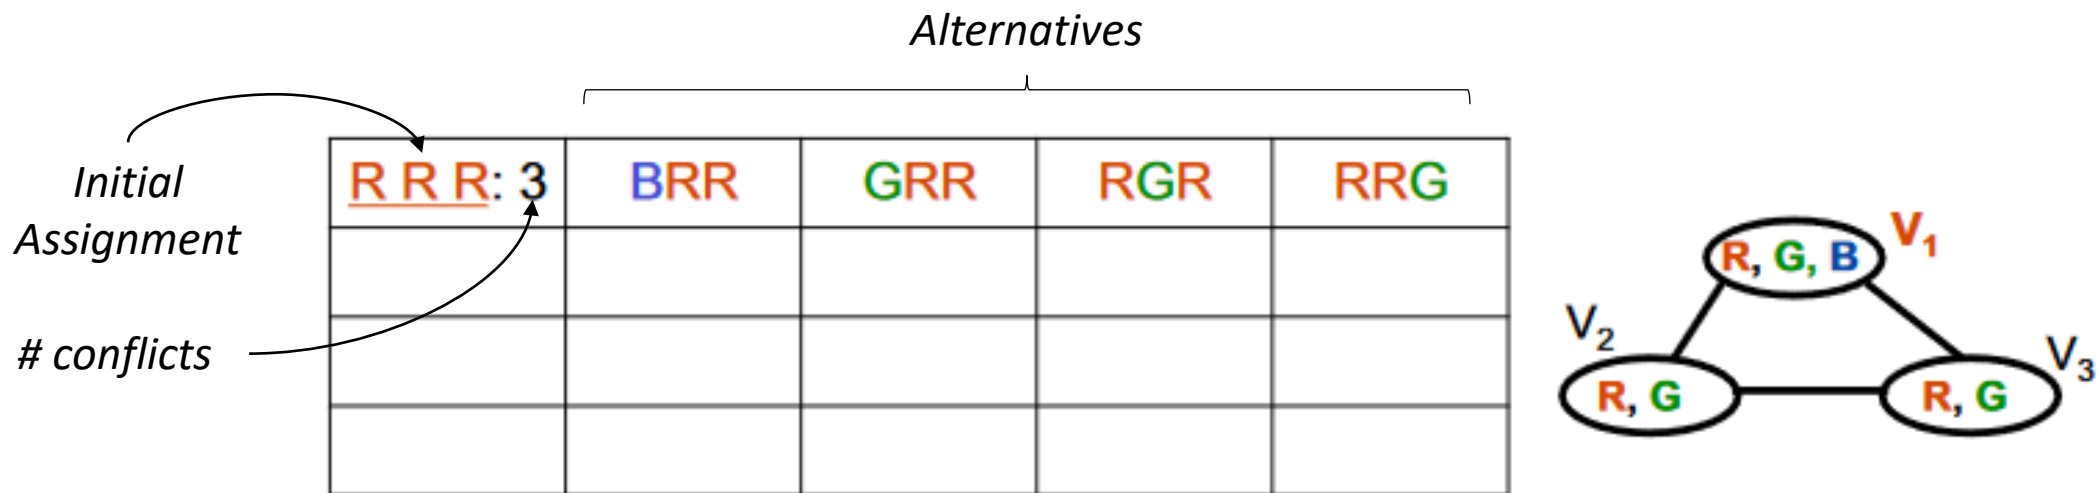 Alternatives
Initial
Assignment
# conflicts
R R R: 3 BRR GRR RGR RRG
R, G, B V1
V2
V3
R, G
R, G